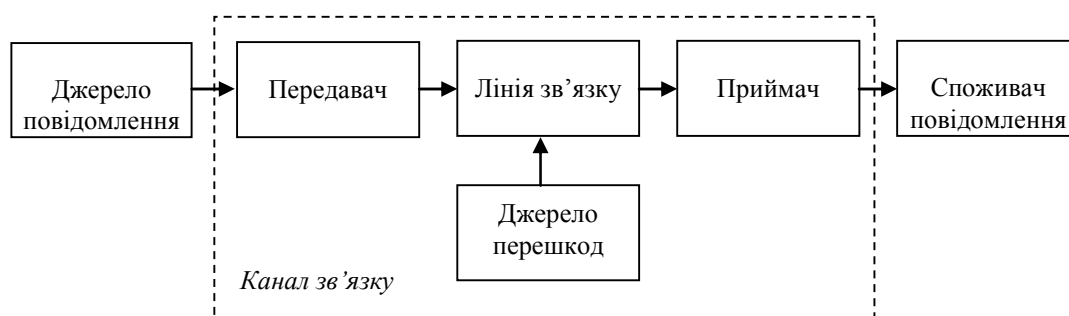 Джерело
повідомлення
Передавач
Лінія зв’язку
Приймач
Споживач
повідомлення
Джерело
перешкод
Канал зв’язку